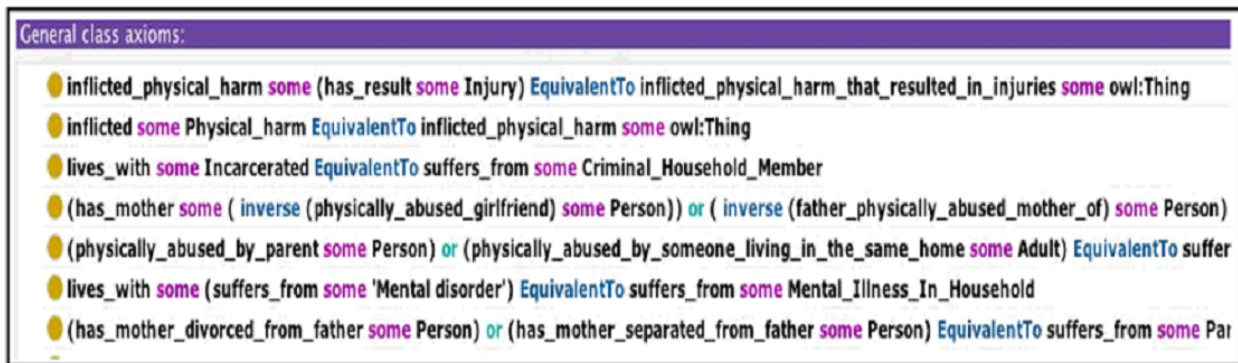 General class axioms:
inflicted_physical_harm some (has_result some Injury) EquivalentTo inflicted_physical_harm_that_resulted_in_injuries some owl:Thing
inflicted some Physical_harm EquivalentTo inflicted_physical_harm some owl:Thing
lives_with some Incarcerated EquivalentTo suffers_from some Criminal_Household_Member
(has_mother some ( inverse (physically_abused_girlfriend) some Person)) or ( inverse (father_physically_abused_mother_of) some Person)
(physically_abused_by_parent some Person) or (physically_abused_by_someone_living_in_the_same_home some Adult) EquivalentTo suffer
lives_with some (suffers_from some 'Mental disorder') EquivalentTo suffers_from some Mental_Illness_In_Household
(has_mother_divorced_from_father some Person) or (has_mother_separated_from_father some Person) EquivalentTo suffers_from some Par